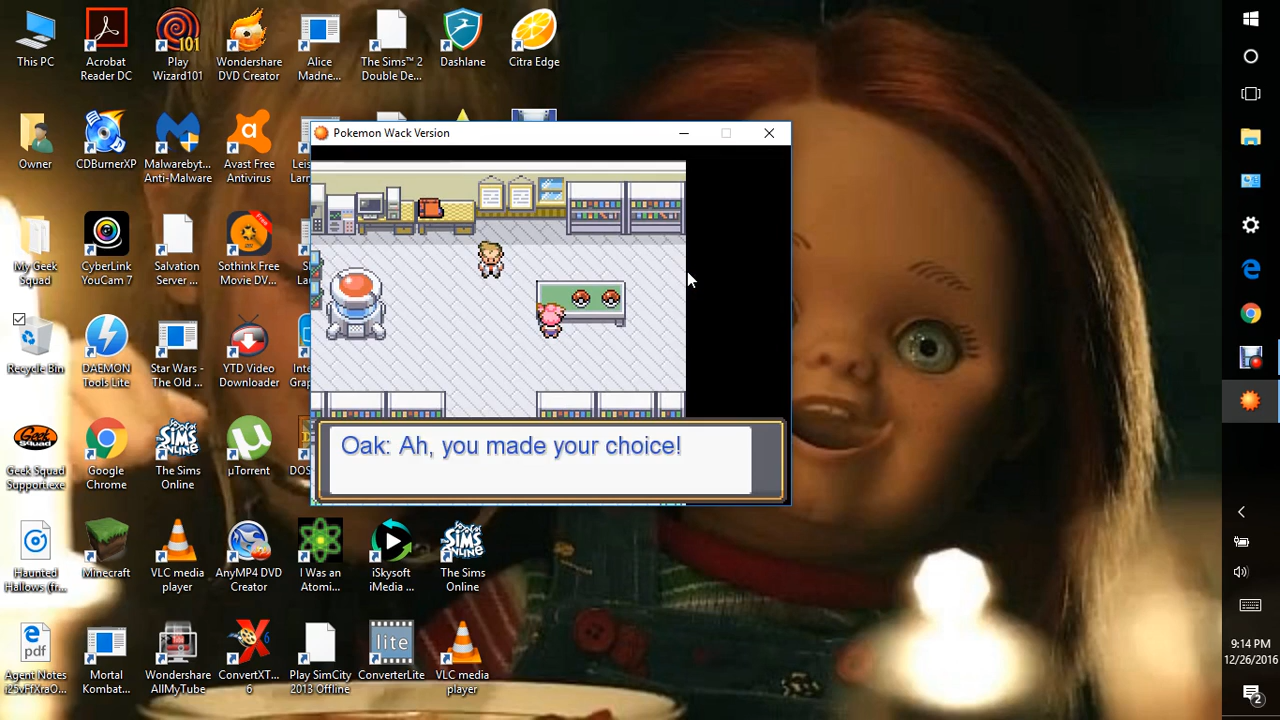 This PC
Acrobat
Reader DC
101
Play
Wizard101
Wondershare
DVD Creator
Alice
Madne...
The Sims™ 2
Double De...
Dashlane
Citra Edge
Owner
CDBurnerXP
Malwarebyt...
Anti-Malware
Avast Free
Antivirus
Pokemon Wack Version
My Geek
Squad
CyberLink
YouCam 7
Salvation
Server ...
Free
Sothink Free
Movie DV...
Recycle Bin
DAEMON
Tools Lite
Star Wars -
The Old ...
YTD Video
Downloader
Oak: Ah, you made your choice!
Geek Squad
Support.exe
Google
Chrome
The Sims
Online
µTorrent
Haunted
Hallows (fr...
Minecraft
VLC media
player
AnyMP4 DVD
Creator
I Was an
Atomi...
iSkysoft
iMedia ...
The Sims
Online
pdf
Agent Notes
Mortal
Kombat...
Wondershare
AllMyTube
ConvertXT...
6
Play SimCity
2013 Offline
lite
ConverterLite
VLC media
player
9:14 PM
12/26/2016
2